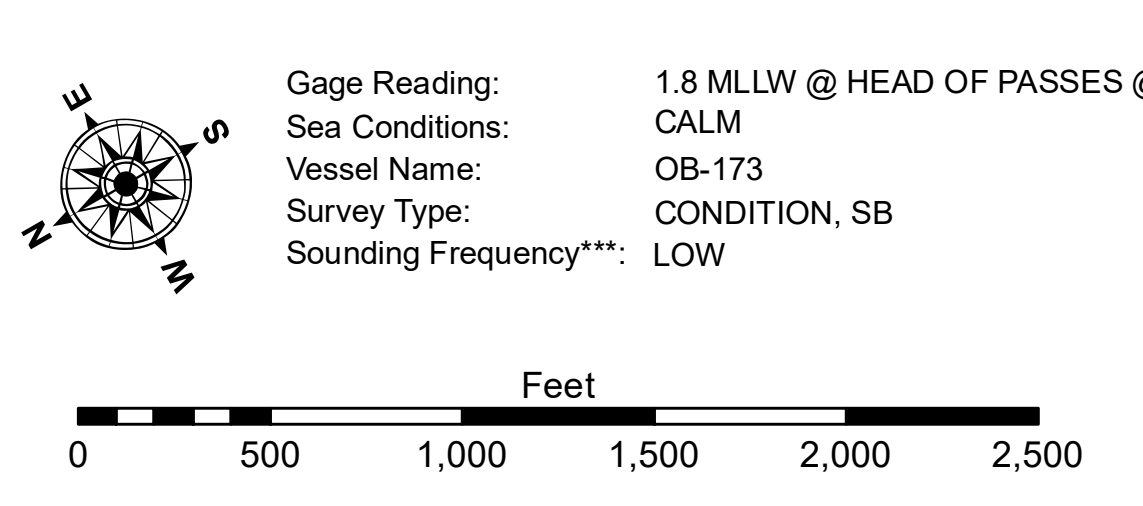 E
S
N
W
Gage Reading: 1.8 MLLW @ HEAD OF PASSES @
Sea Conditions: CALM
Vessel Name: OB-173
Survey Type: CONDITION, SB
Sounding Frequency***: LOW
Feet
0 500 1,000 1,500 2,000 2,500